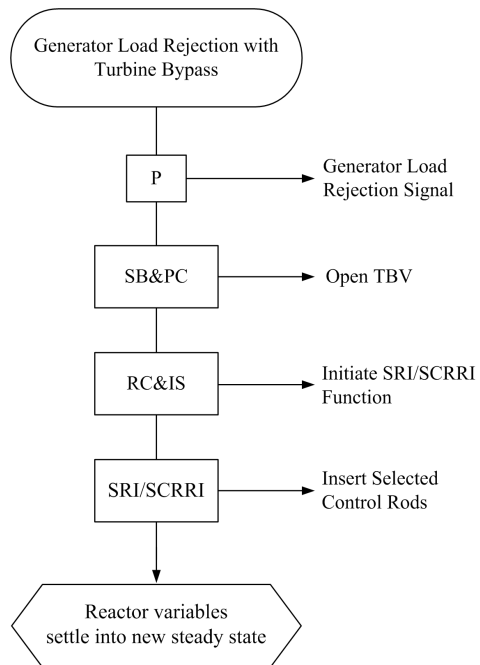 Generator Load Rejection with
Turbine Bypass
P
Generator Load
Rejection Signal
SB&PC
Open TBV
RC&IS
Initiate SRI/SCRRI
Function
SRI/SCRRI
Insert Selected
Control Rods
Reactor variables
settle into new steady state